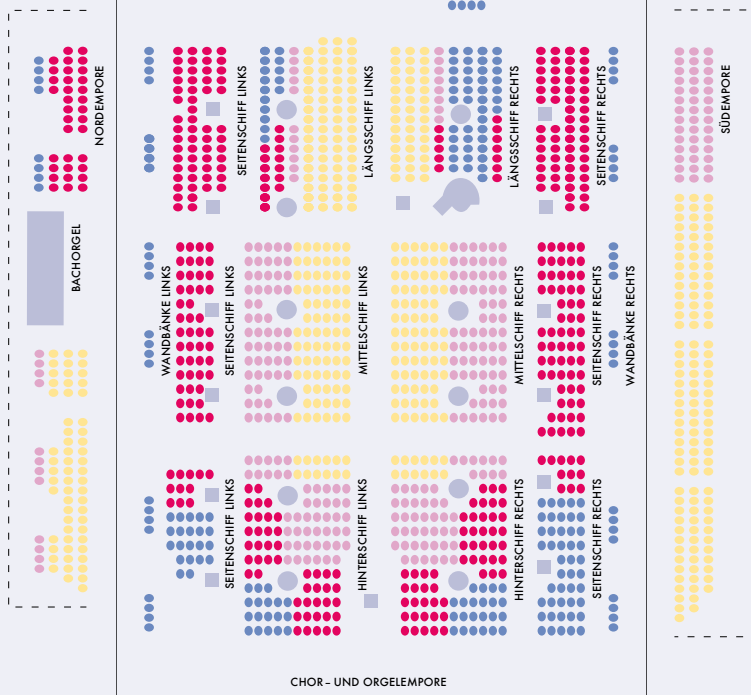 NORDEMPORE
SEITENSCHIFF LINKS
LÄNGSSCHIFF LINKS
LÄNGSSCHIFF RECHTS
SEITENSCHIFF RECHTS
SÜDEMPORE
BACHORGEL
WANDBÄNKE LINKS
SEITENSCHIFF LINKS
MITTELSCHIFF LINKS
MITTELSCHIFF RECHTS
SEITENSCHIFF RECHTS
WANDBÄNKE RECHTS
SEITENSCHIFF LINKS
HINTERSCHIFF LINKS
HINTERSCHIFF RECHTS
SEITENSCHIFF RECHTS
CHOR– UND ORGELEMPORE